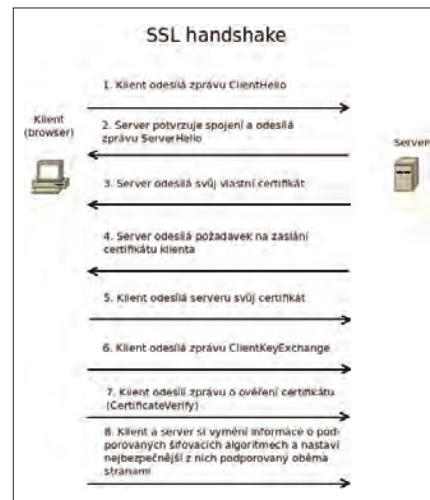 SSL handshake
1. Klient odesílá zprávu ClientHello
Klient
(browser)
2. Server potvrzuje spojení a odesílá
zprávu ServerHello
Server
3. Server odesílá svůj vlastní certifikát
4. Server odesílá požadavek na zaslání
certifikátu klienta
5. Klient odesílá serveru svůj certifikát
6. Klient odesílá zprávu ClientKeyExchange
7. Klient odesílí zprávu o ověření certifikátu
(CertificateVerify)
8. Klient a server si vymění informace o pod-
porovaných šifrovacích algoritmech a nastaví
nejbezpečnější z nich podporovaný oběma
stranami